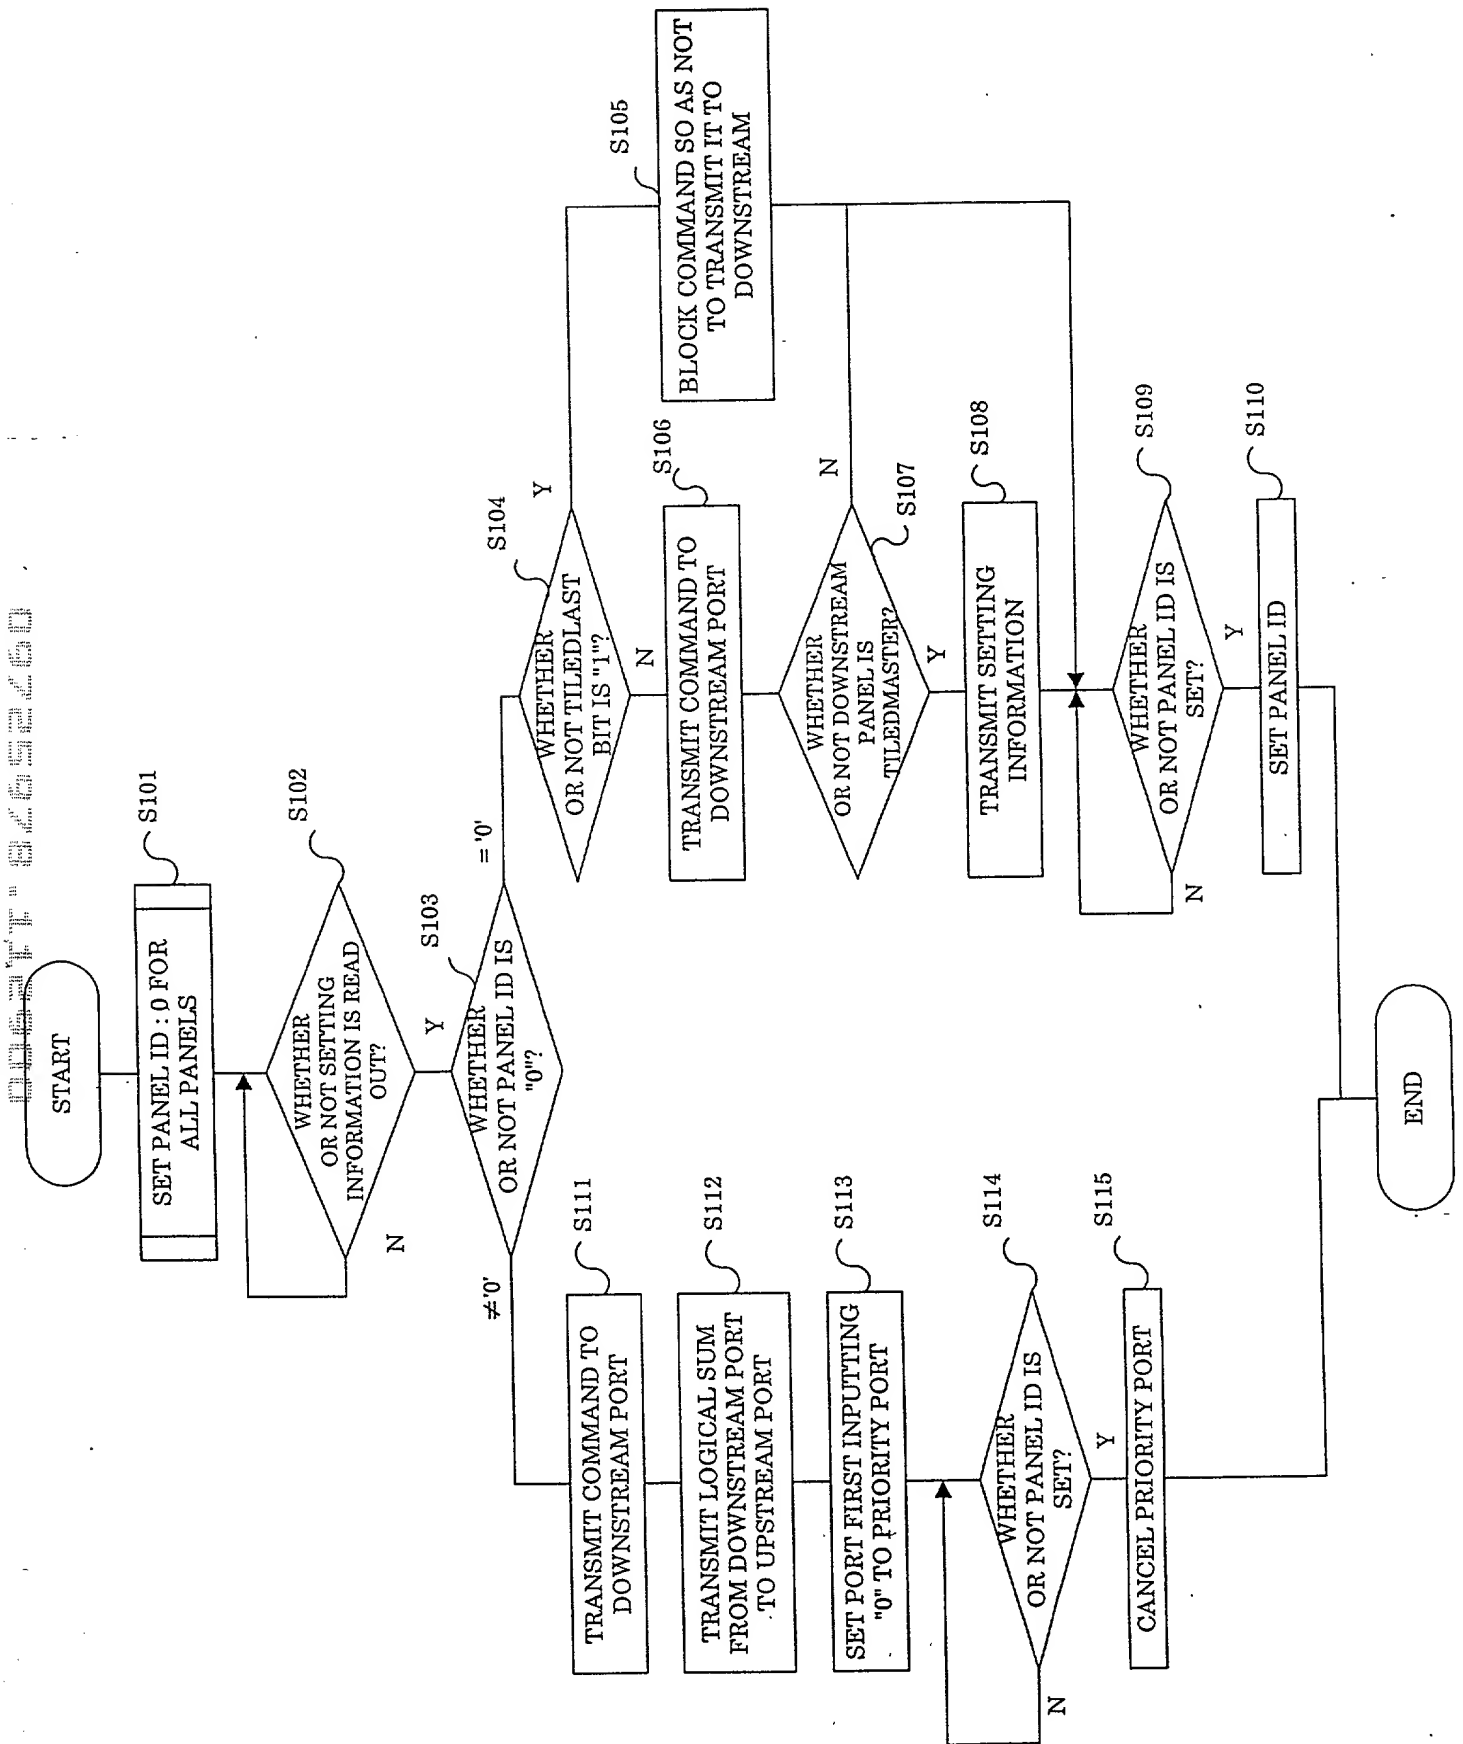 START
S101
SET PANEL ID : 0 FOR
ALL PANELS
S102
WHETHER
OR NOT SETTING
INFORMATION IS READ
OUT?
N
Y
S103
WHETHER
OR NOT PANEL ID IS
"0"?
≠'0'
= '0'
S104
WHETHER
OR NOT TILEDLAST
BIT IS "1"?
Y
N
S105
BLOCK COMMAND SO AS NOT
TO TRANSMIT IT TO
DOWNSTREAM
S106
TRANSMIT COMMAND TO
DOWNSTREAM PORT
WHETHER
OR NOT DOWNSTREAM
PANEL IS
TILEDMASTER?
N
S107
Y
S108
TRANSMIT SETTING
INFORMATION
S109
WHETHER
OR NOT PANEL ID IS
SET?
N
Y
S110
SET PANEL ID
S111
TRANSMIT COMMAND TO
DOWNSTREAM PORT
S112
TRANSMIT LOGICAL SUM
FROM DOWNSTREAM PORT
TO UPSTREAM PORT
S113
SET PORT FIRST INPUTTING
"0" TO PRIORITY PORT
S114
WHETHER
OR NOT PANEL ID IS
SET?
N
Y
S115
CANCEL PRIORITY PORT
END